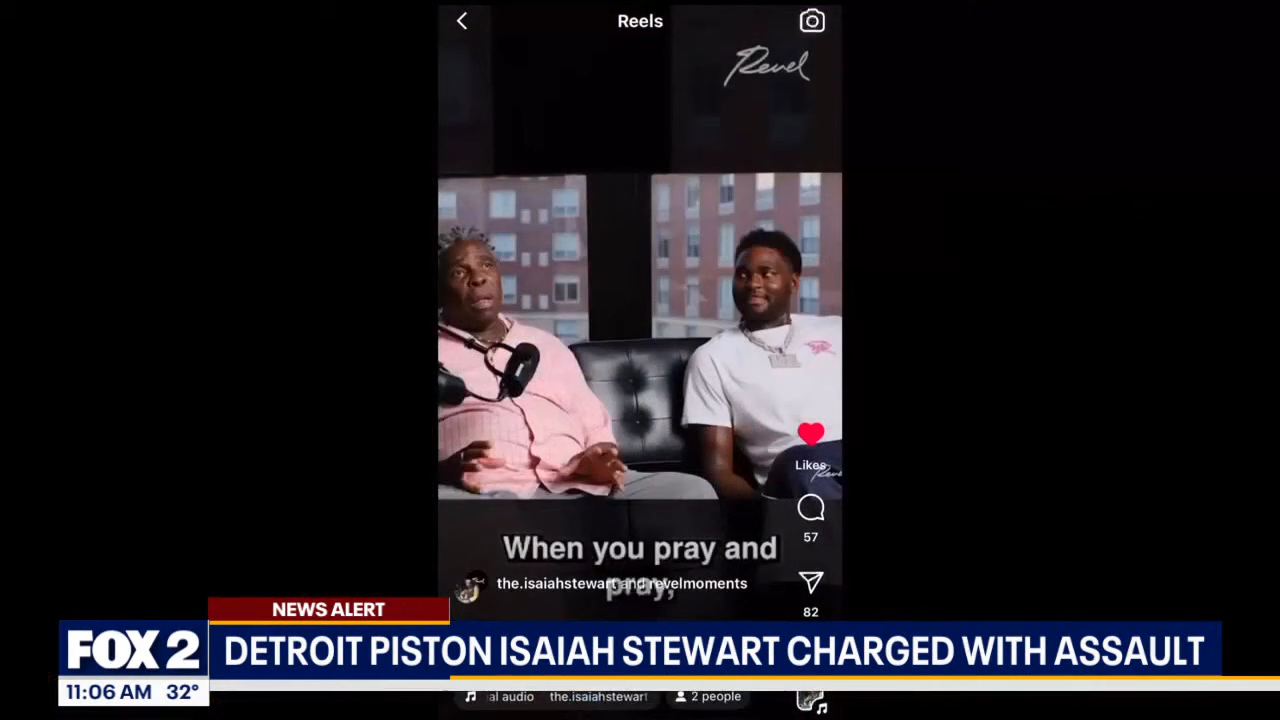 Reels
Revel
Likes
Revel
57
When you pray and
pray,
the.isaiahstewart and revelmoments
82
NEWS ALERT
FOX 2
DETROIT PISTON ISAIAH STEWART CHARGED WITH ASSAULT
11:06 AM 32°
al audio the.isaiahstewart 2 people